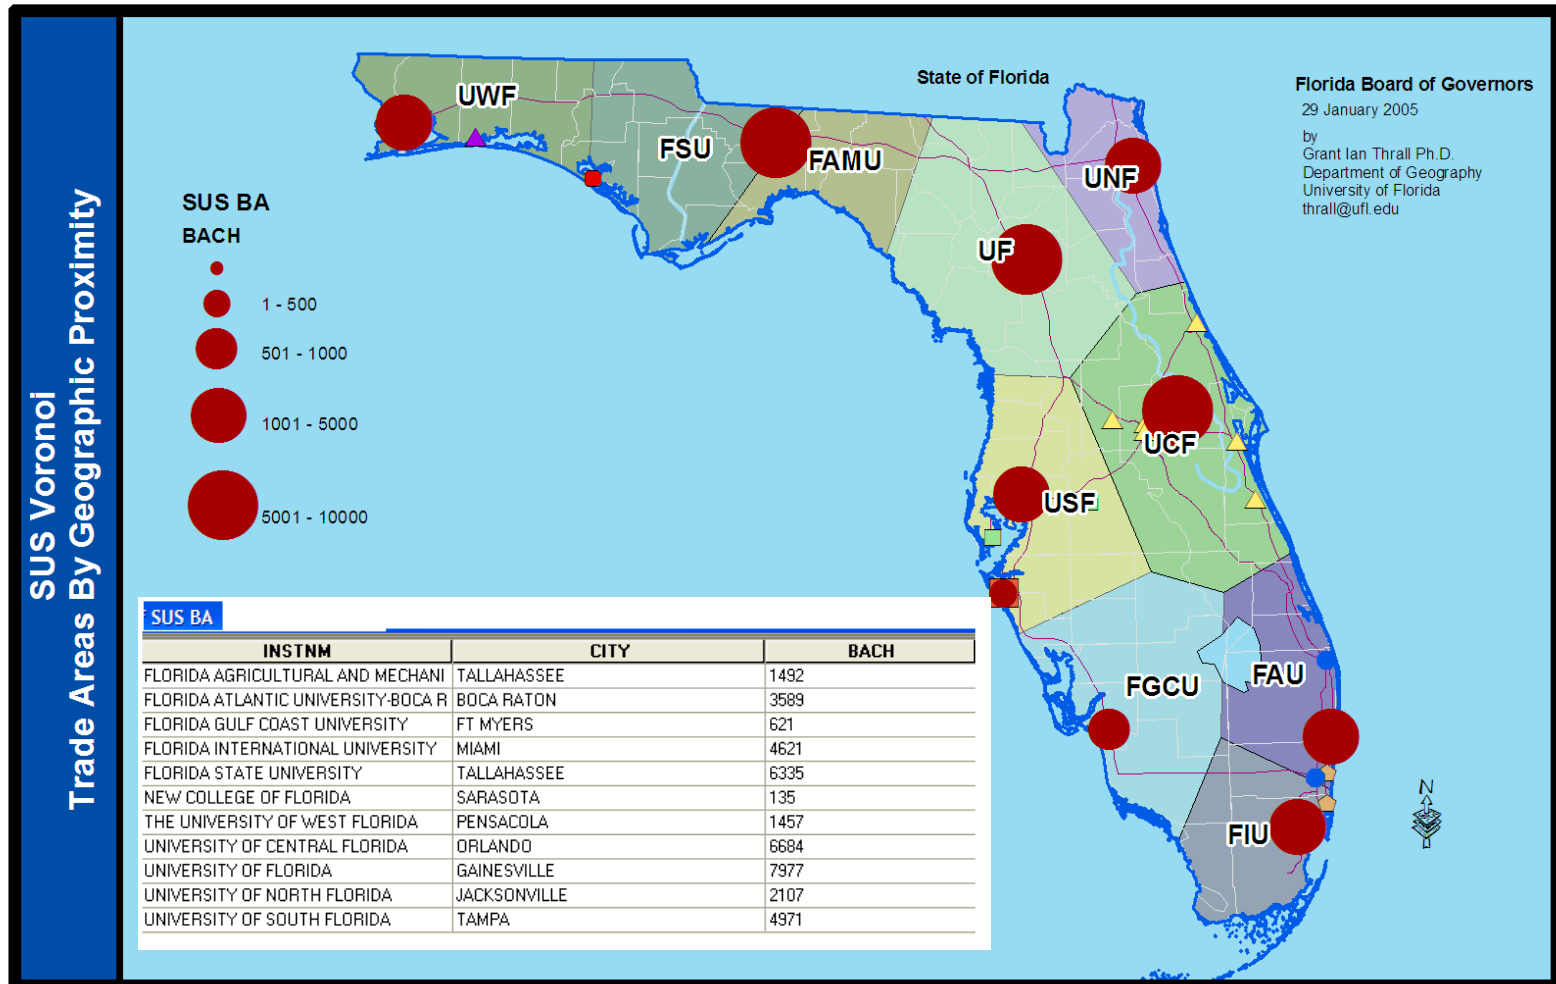 SUS Voronoi
Trade Areas By Geographic Proximity
State of Florida
Florida Board of Governors
29 January 2005
by
Grant Ian Thrall Ph.D.
Department of Geography
University of Florida
thrall@ufl.edu
SUS BA
BACH
1 - 500
501 - 1000
1001 - 5000
5001 - 10000
UWF
FSU
FAMU
UNF
UF
UCF
USF
FGCU
FAU
FIU
N
SUS BA
INSTNM CITY BACH
FLORIDA AGRICULTURAL AND MECHANI TALLAHASSEE 1492
FLORIDA ATLANTIC UNIVERSITY-BOCA R BOCA RATON 3589
FLORIDA GULF COAST UNIVERSITY FT MYERS 621
FLORIDA INTERNATIONAL UNIVERSITY MIAMI 4621
FLORIDA STATE UNIVERSITY TALLAHASSEE 6335
NEW COLLEGE OF FLORIDA SARASOTA 135
THE UNIVERSITY OF WEST FLORIDA PENSACOLA 1457
UNIVERSITY OF CENTRAL FLORIDA ORLANDO 6684
UNIVERSITY OF FLORIDA GAINESVILLE 7977
UNIVERSITY OF NORTH FLORIDA JACKSONVILLE 2107
UNIVERSITY OF SOUTH FLORIDA TAMPA 4971